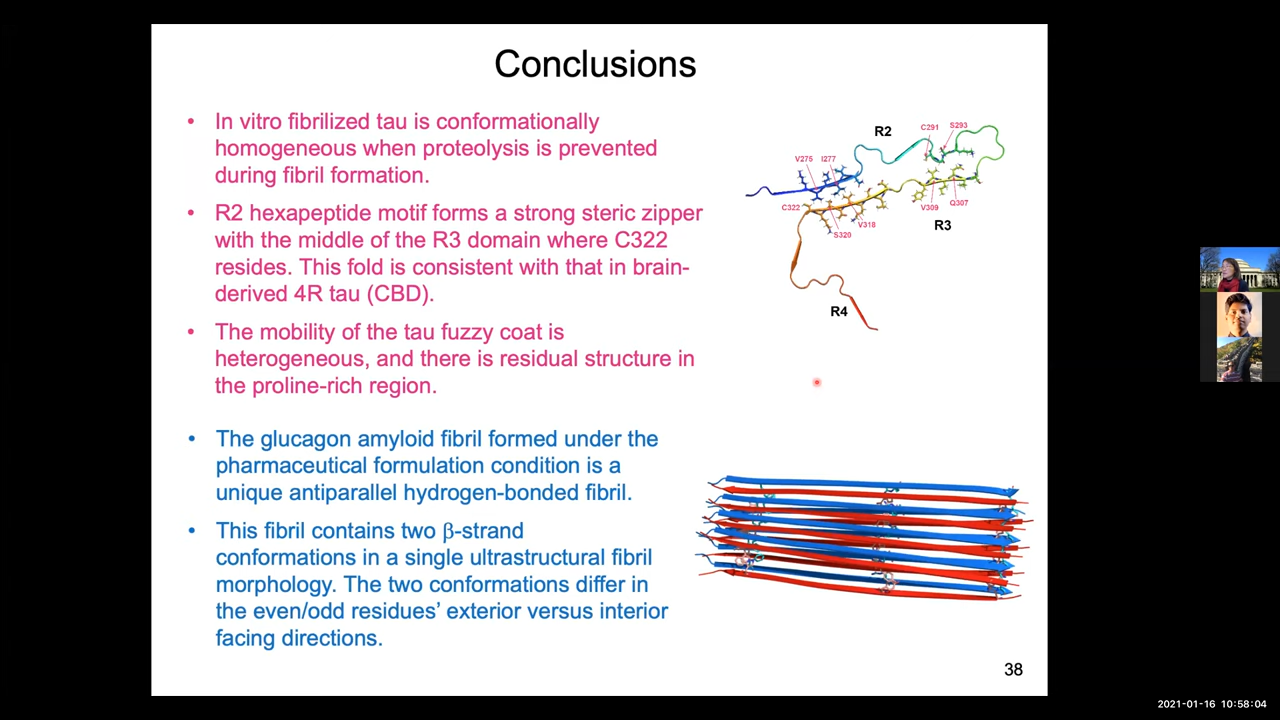 Conclusions
• In vitro fibrilized tau is conformationally
homogeneous when proteolysis is prevented
during fibril formation.
• R2 hexapeptide motif forms a strong steric zipper
with the middle of the R3 domain where C322
resides. This fold is consistent with that in brain-
derived 4R tau (CBD).
• The mobility of the tau fuzzy coat is
heterogeneous, and there is residual structure in
the proline-rich region.
• The glucagon amyloid fibril formed under the
pharmaceutical formulation condition is a
unique antiparallel hydrogen-bonded fibril.
• This fibril contains two β-strand
conformations in a single ultrastructural fibril
morphology. The two conformations differ in
the even/odd residues’ exterior versus interior
facing directions.
R2
C291
S293
V275
I277
C322
S320
V318
V309
Q307
R3
R4
38
2021-01-16 10:58:04